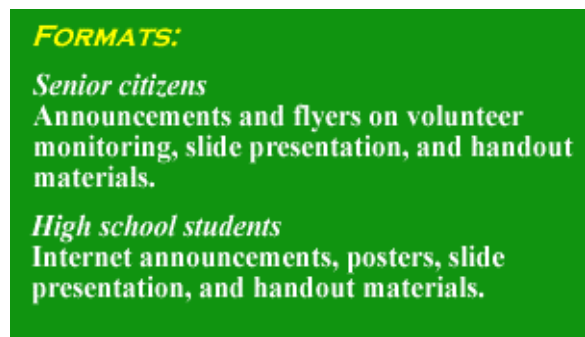 FORMATS:
Senior citizens
Announcements and flyers on volunteer
monitoring, slide presentation, and handout
materials.
High school students
Internet announcements, posters, slide
presentation, and handout materials.